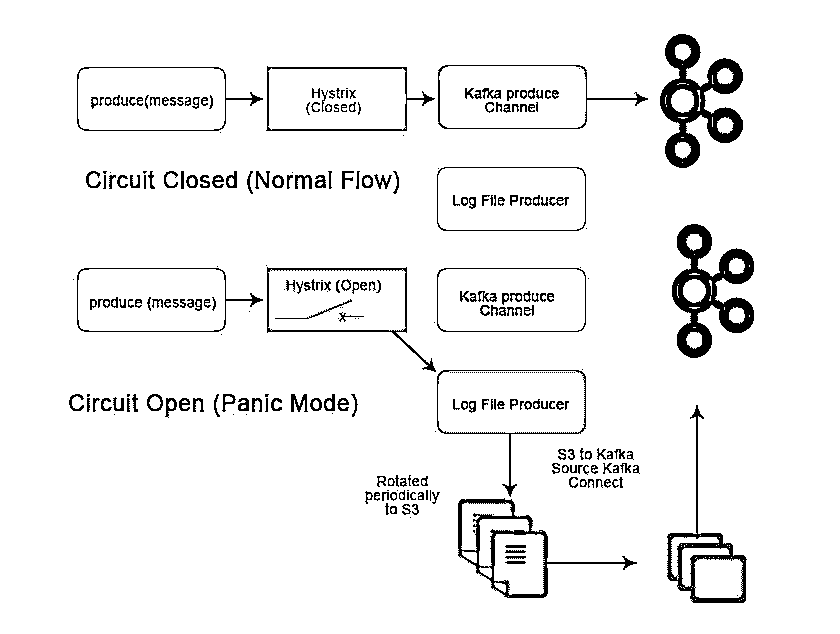 produce(message)
Hystrix
(Closed)
Kafka produce
Channel
Circuit Closed (Normal Flow)
Log File Producer
produce (message)
Hystrix (Open)
x
Kafka produce
Channel
Circuit Open (Panic Mode)
Log File Producer
S3 to Kafka
Source Kafka
Connect
Rotated
periodically
to S3